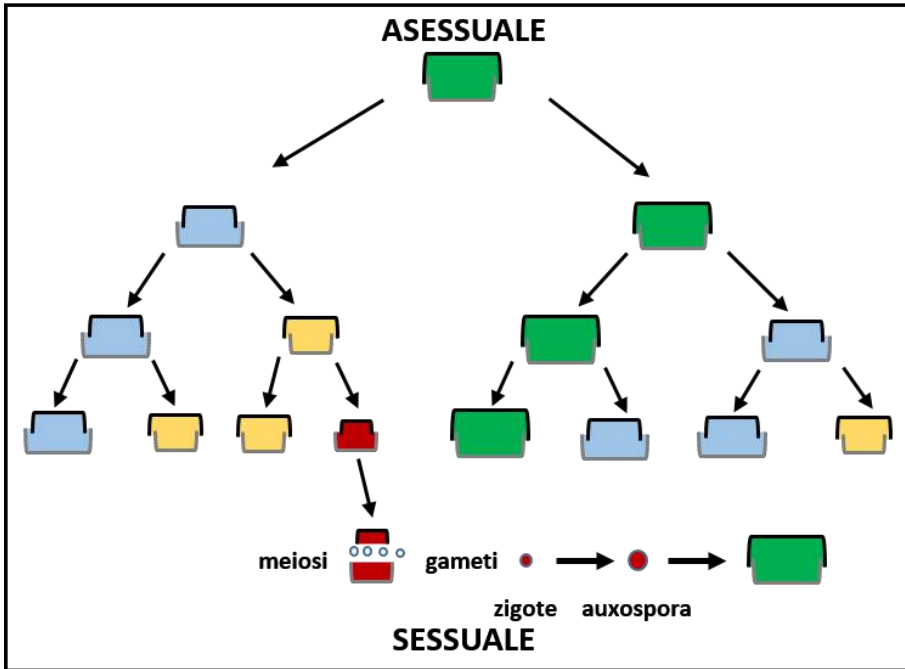 ASESSUALE
meiosi
gameti
zigote
auxospora
SESSUALE